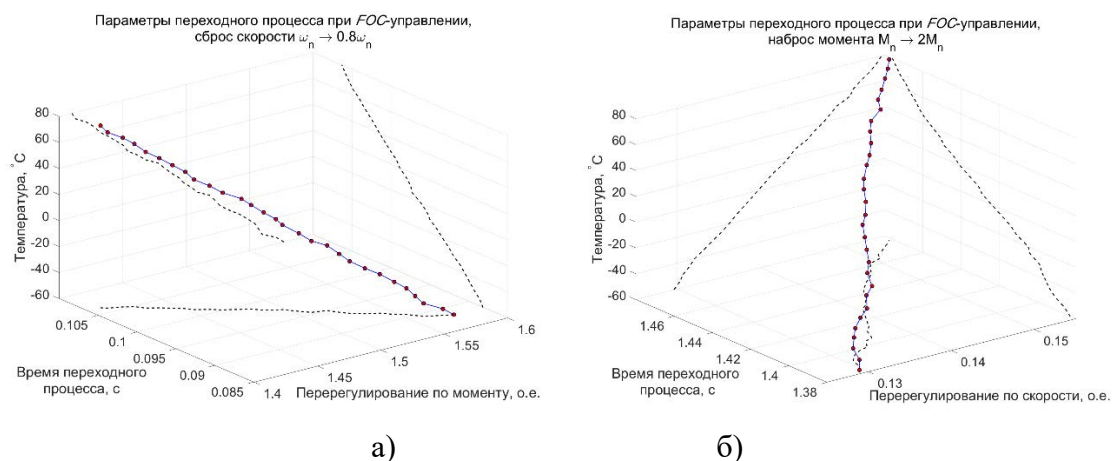 Параметры переходного процесса при FOC-управлении,
сброс скорости ωₙ → 0.8ωₙ
80
60
40
20
0
-20
-40
-60
Температура, °C
0.105
0.1
0.095
0.09
0.085
Время переходного
процесса, с
1.4
1.45
1.5
1.55
1.6
Перерегулирование по моменту, о.е.
а)
Параметры переходного процесса при FOC-управлении,
наброс момента Mₙ → 2Mₙ
80
60
40
20
0
-20
-40
-60
Температура, °C
1.46
1.44
1.42
1.4
1.38
Время переходного
процесса, с
0.13
0.14
0.15
Перерегулирование по скорости, о.е.
б)